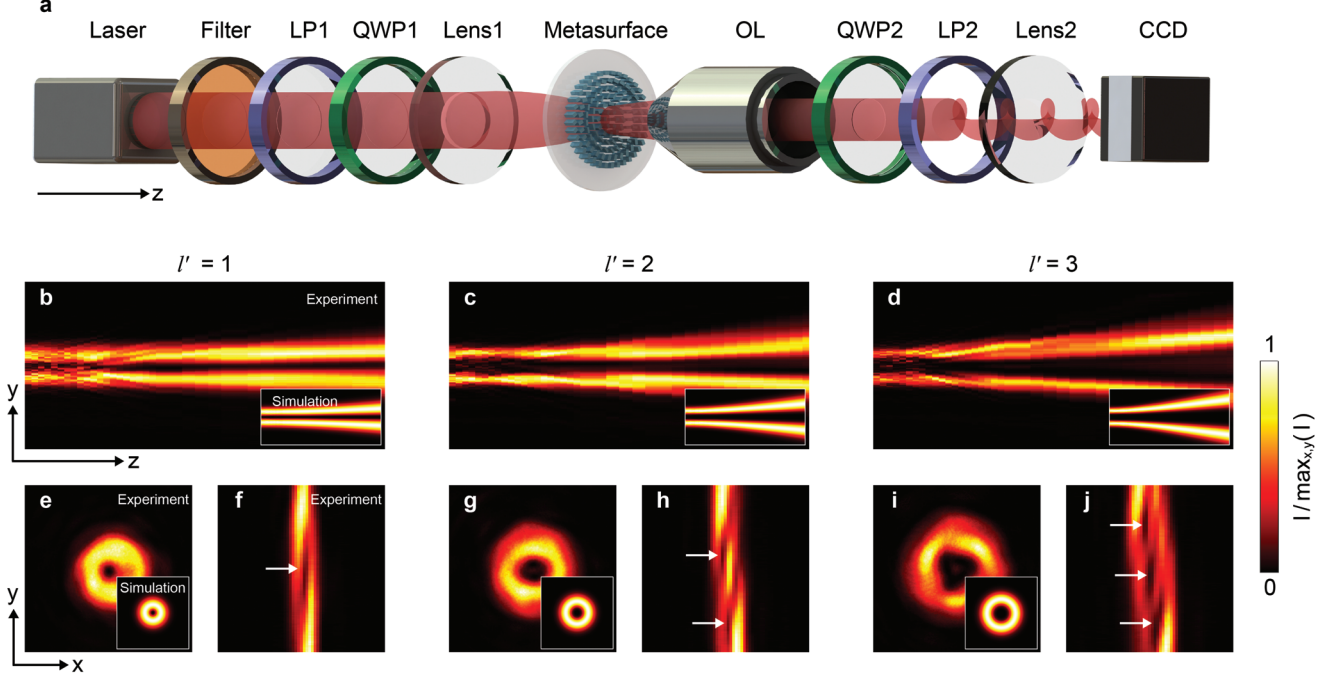 a
Laser Filter LP1 QWP1 Lens1 Metasurface OL QWP2 LP2 Lens2 CCD
z
l′ = 1 l′ = 2 l′ = 3
b Experiment c d
Simulation
y
z
1
I / max x,y( I )
0
e Experiment f Experiment g h i j
Simulation
y
x